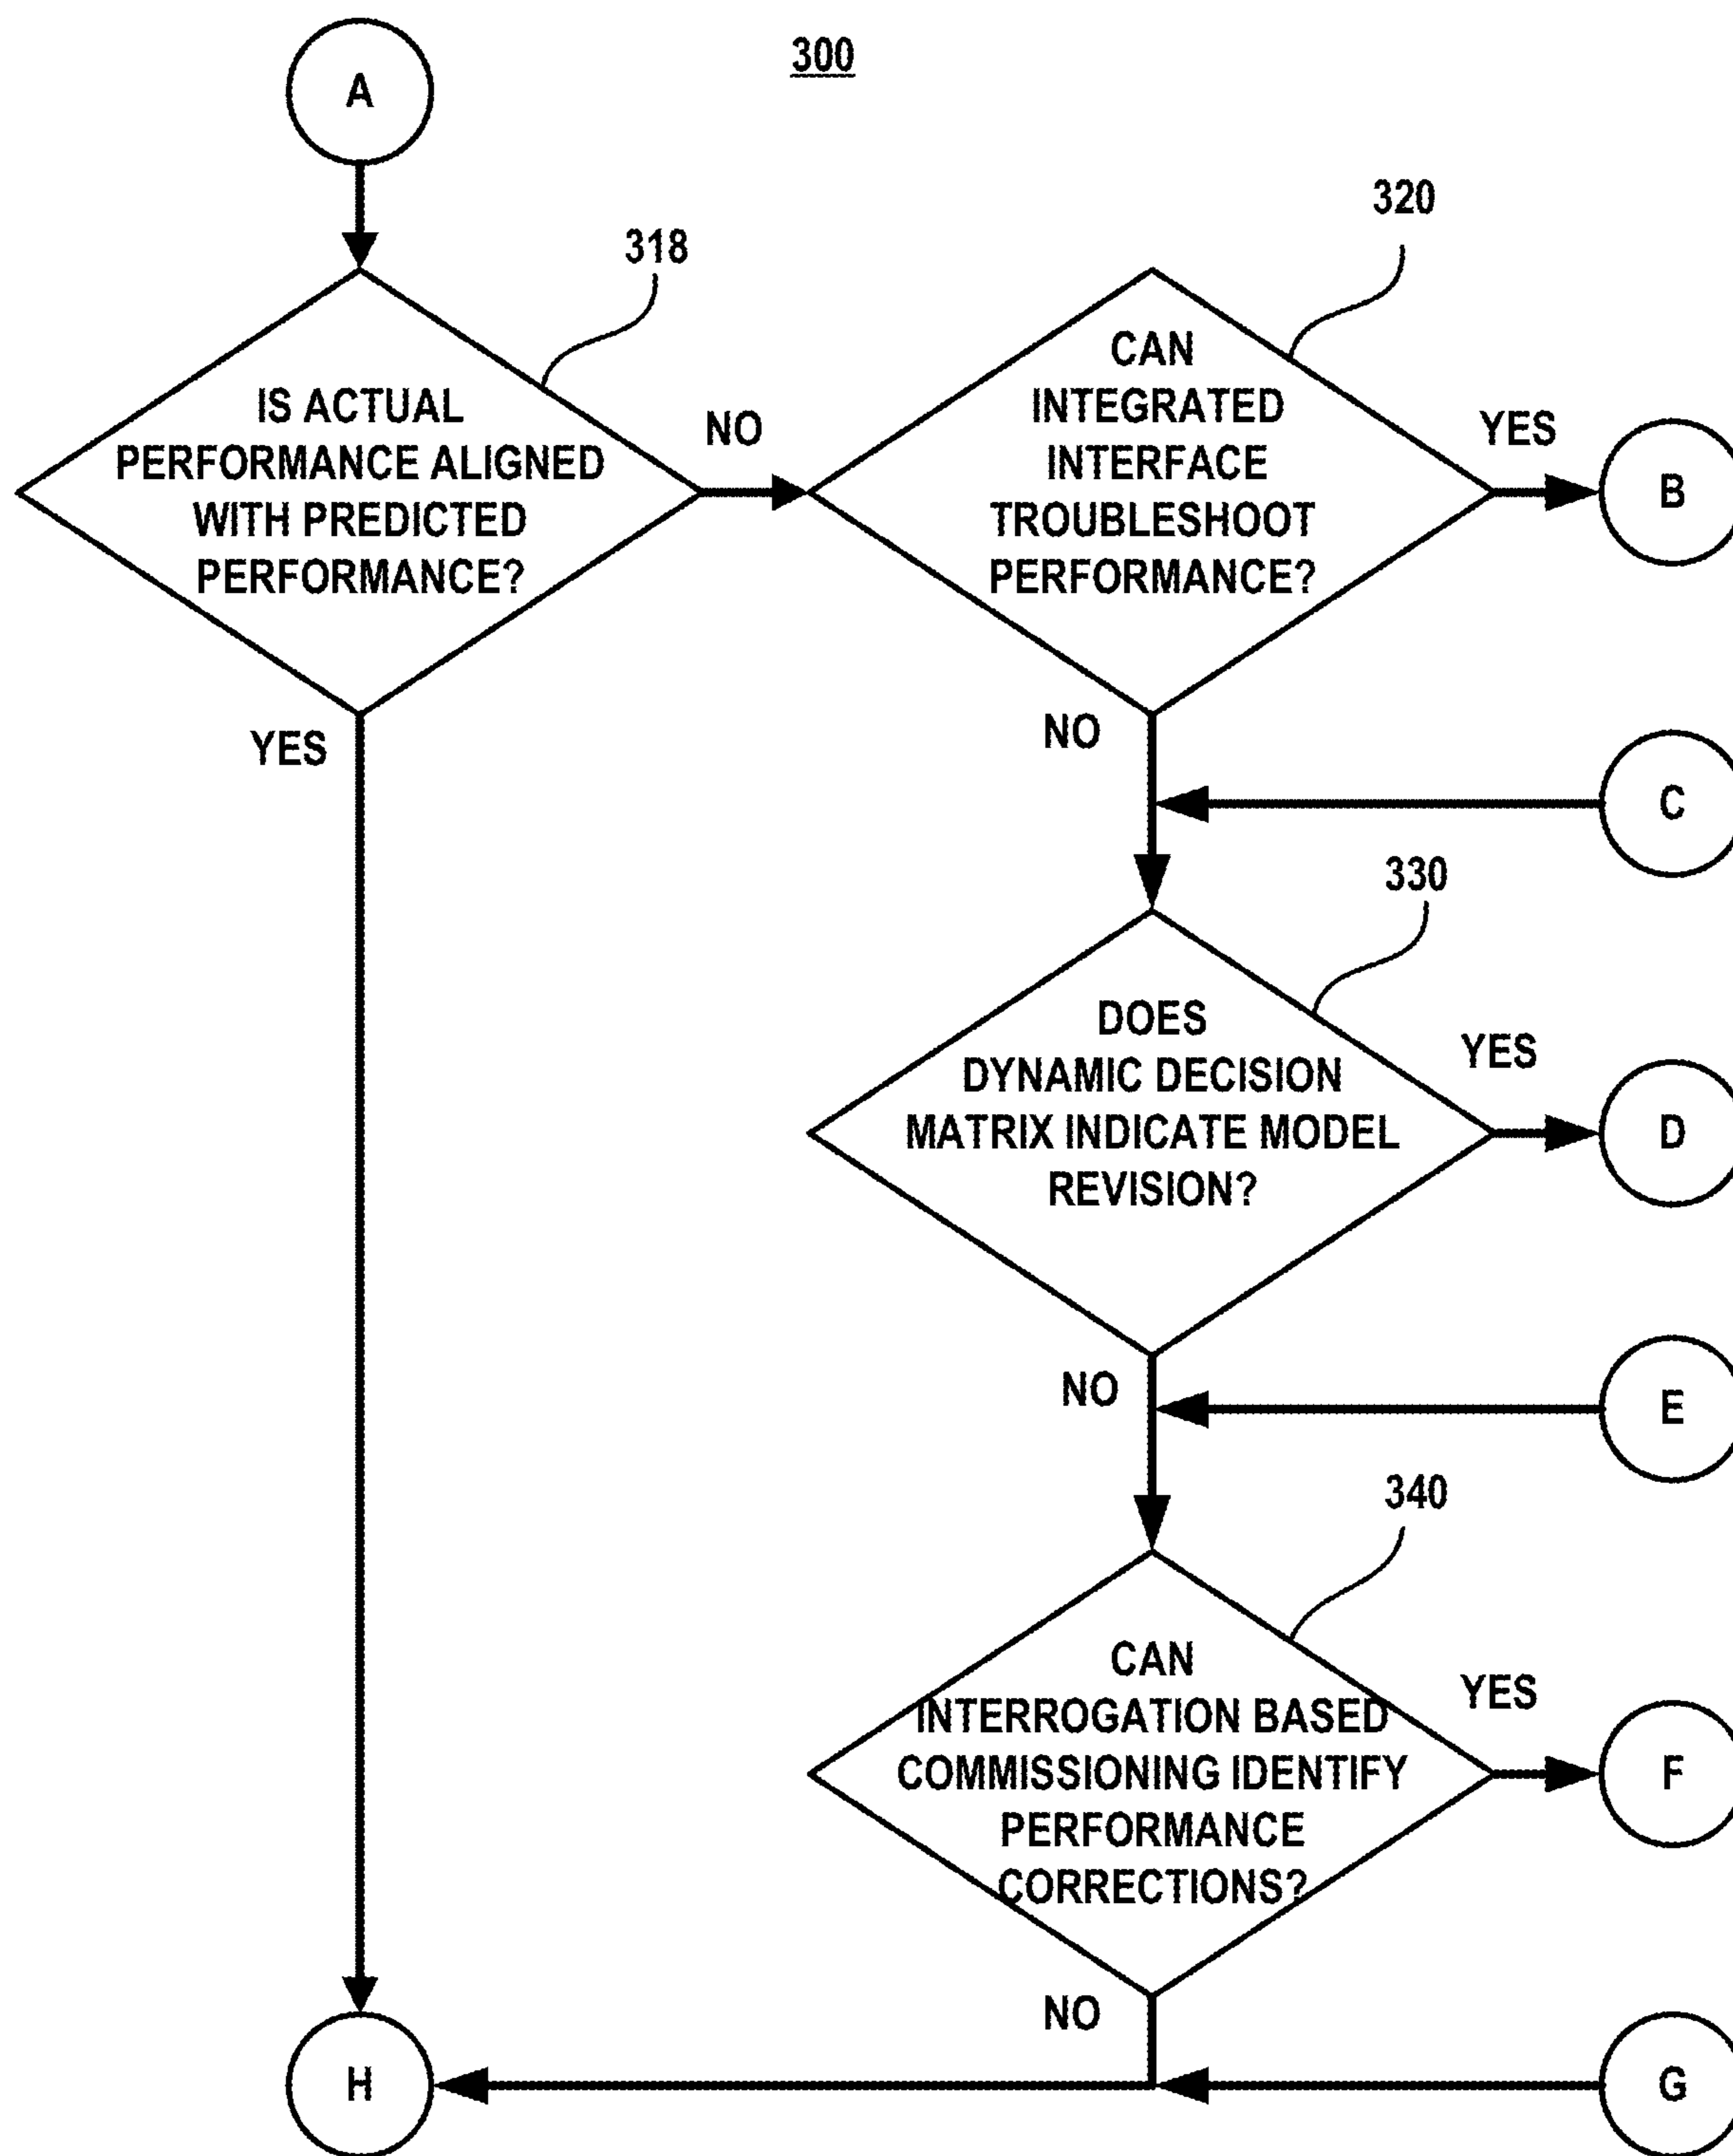 300
A
318
IS ACTUAL
PERFORMANCE ALIGNED
WITH PREDICTED
PERFORMANCE?
NO
YES
320
CAN
INTEGRATED
INTERFACE
TROUBLESHOOT
PERFORMANCE?
YES
B
NO
C
330
DOES
DYNAMIC DECISION
MATRIX INDICATE MODEL
REVISION?
YES
D
NO
E
340
CAN
INTERROGATION BASED
COMMISSIONING IDENTIFY
PERFORMANCE
CORRECTIONS?
YES
F
NO
H
G